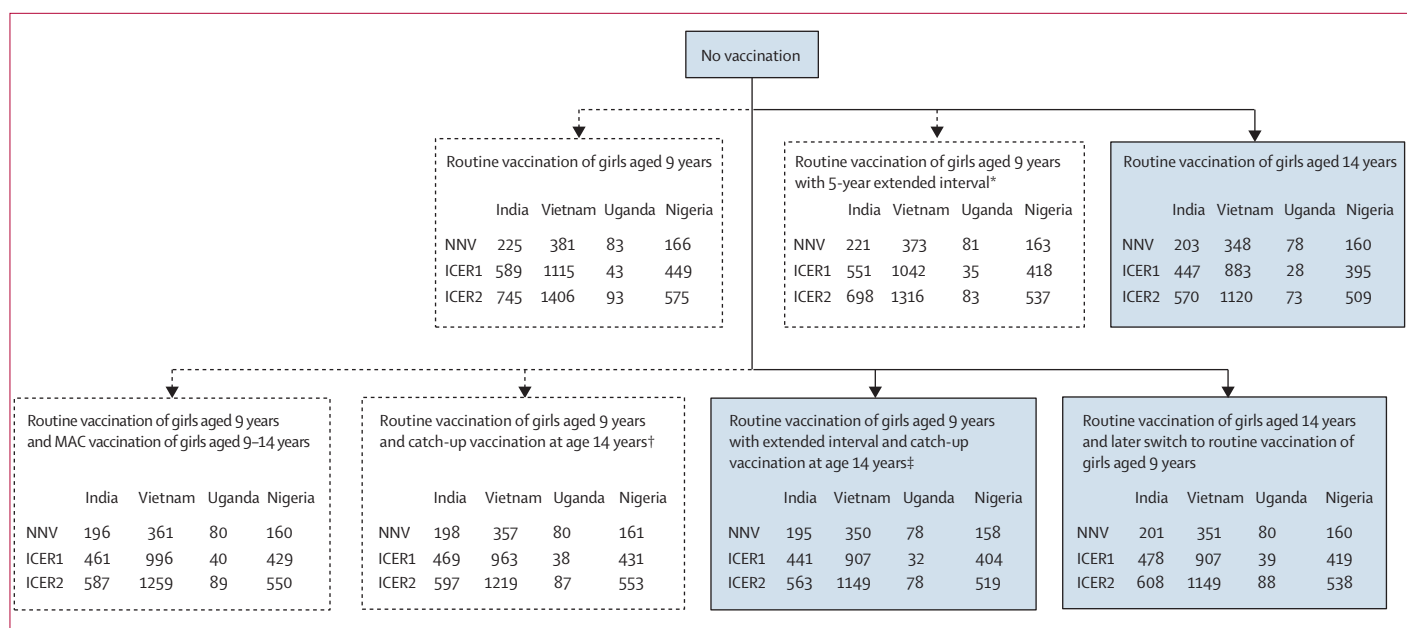 No vaccination
Routine vaccination of girls aged 9 years
India Vietnam Uganda Nigeria
NNV 225 381 83 166
ICER1 589 1115 43 449
ICER2 745 1406 93 575
Routine vaccination of girls aged 9 years
with 5-year extended interval*
India Vietnam Uganda Nigeria
NNV 221 373 81 163
ICER1 551 1042 35 418
ICER2 698 1316 83 537
Routine vaccination of girls aged 14 years
India Vietnam Uganda Nigeria
NNV 203 348 78 160
ICER1 447 883 28 395
ICER2 570 1120 73 509
Routine vaccination of girls aged 9 years
and MAC vaccination of girls aged 9–14 years
India Vietnam Uganda Nigeria
NNV 196 361 80 160
ICER1 461 996 40 429
ICER2 587 1259 89 550
Routine vaccination of girls aged 9 years
and catch-up vaccination at age 14 years†
India Vietnam Uganda Nigeria
NNV 198 357 80 161
ICER1 469 963 38 431
ICER2 597 1219 87 553
Routine vaccination of girls aged 9 years
with extended interval and catch-up
vaccination at age 14 years‡
India Vietnam Uganda Nigeria
NNV 195 350 78 158
ICER1 441 907 32 404
ICER2 563 1149 78 519
Routine vaccination of girls aged 14 years
and later switch to routine vaccination of
girls aged 9 years
India Vietnam Uganda Nigeria
NNV 201 351 80 160
ICER1 478 907 39 419
ICER2 608 1149 88 538